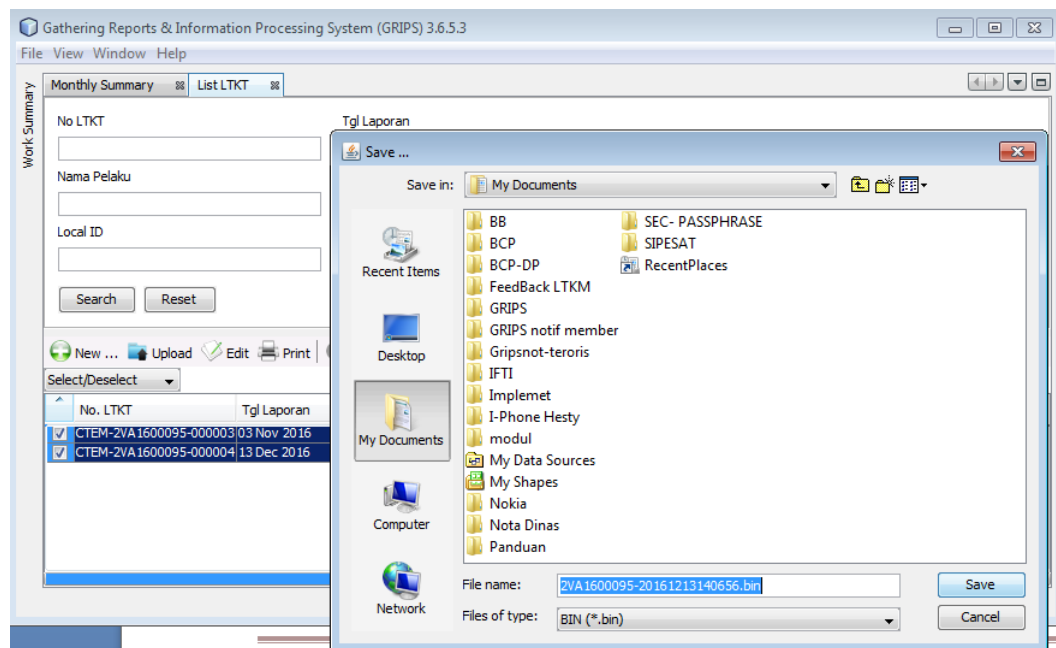 Gathering Reports & Information Processing System (GRIPS) 3.6.5.3
File View Window Help
Work Summary
Monthly Summary List LTKT
No LTKT Tgl Laporan
Nama Pelaku
Local ID
Search Reset
New ... Upload Edit Print
Select/Deselect
No. LTKT Tgl Laporan
CTEM-2VA1600095-000003 03 Nov 2016
CTEM-2VA1600095-000004 13 Dec 2016
Save ...
Save in: My Documents
Recent Items
Desktop
My Documents
Computer
Network
BB
BCP
BCP-DP
FeedBack LTKM
GRIPS
GRIPS notif member
Gripsnot-teroris
IFTI
Implemet
I-Phone Hesty
modul
My Data Sources
My Shapes
Nokia
Nota Dinas
Panduan
SEC- PASSPHRASE
SIPESAT
RecentPlaces
File name: 2VA1600095-20161213140656.bin Save
Files of type: BIN (*.bin) Cancel